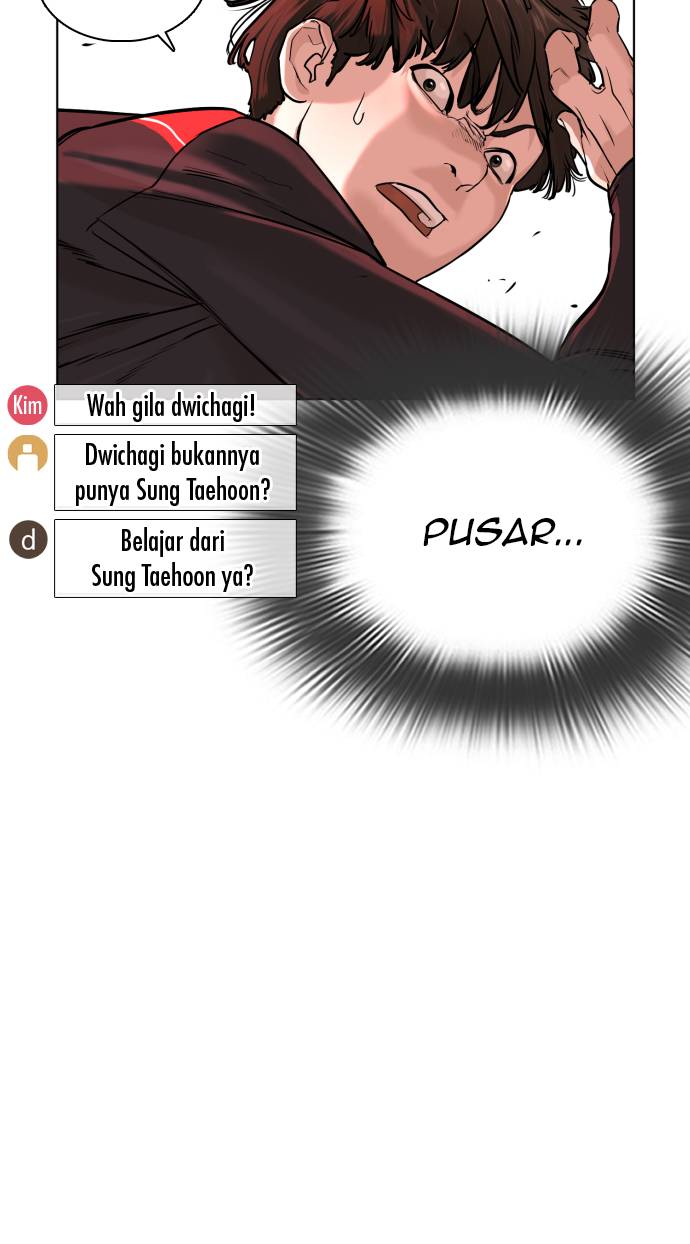 Kim
Wah gila dwichagi!
Dwichagi bukannya
punya Sung Taehoon?
d
Belajar dari
Sung Taehoon ya?
PUSAR...